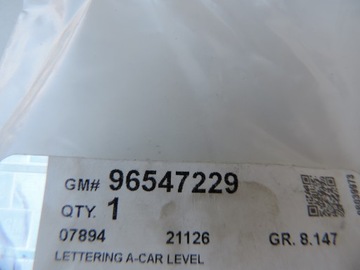 GM# 96547229
QTY. 1
07894 21126 GR. 8.147
LETTERING A-CAR LEVEL